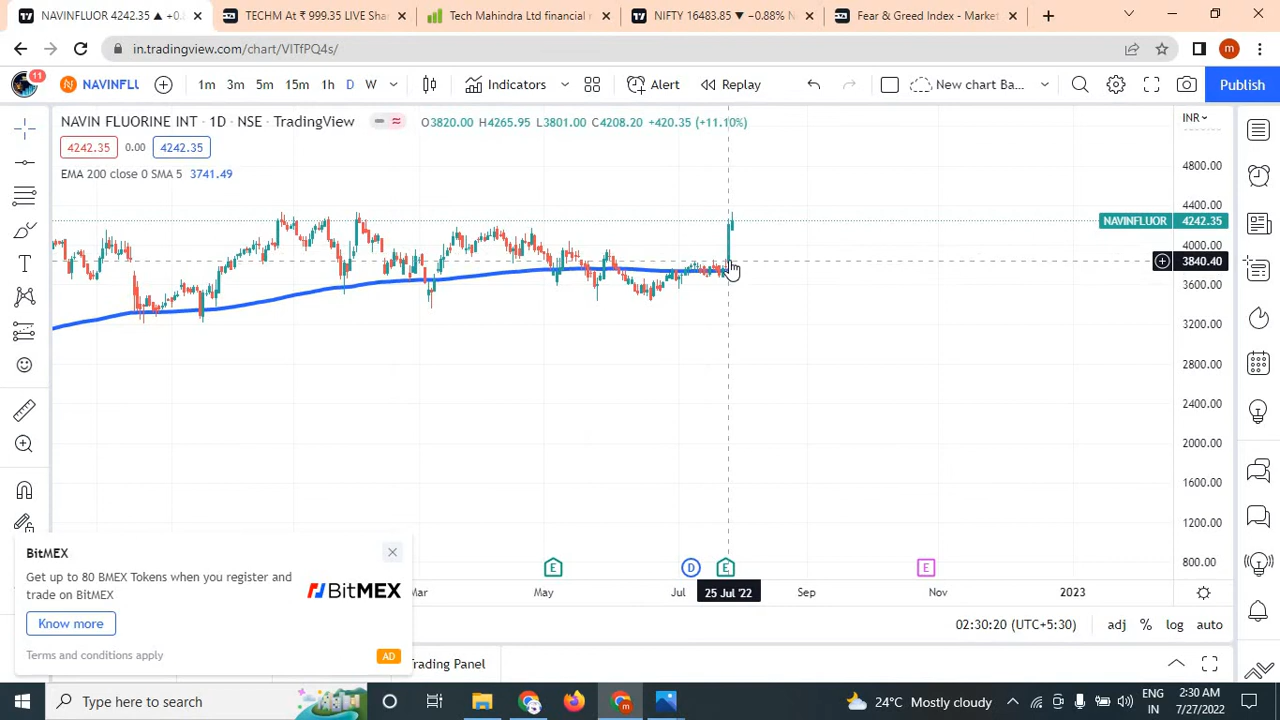 NAVINFLUOR 4242.35 ▲ +0.8
TECHM At ₹ 999.35 LIVE Sha
Tech Mahindra Ltd financial r
NIFTY 16483.85 ▼ −0.88% N
Fear & Greed Index - Market
in.tradingview.com/chart/VITfPQ4s/
m
11
NAVINFLU
1m 3m 5m 15m 1h D W
Indicators
Alert
Replay
New chart Ba...
Publish
NAVIN FLUORINE INT · 1D · NSE · TradingView
O3820.00 H4265.95 L3801.00 C4208.20 +420.35 (+11.10%)
INR
4242.35 0.00 4242.35
EMA 200 close 0 SMA 5 3741.49
4800.00
4400.00
NAVINFLUOR 4242.35
4000.00
3840.40
3600.00
3200.00
2800.00
2400.00
2000.00
1600.00
1200.00
800.00
E D E E
Mar May Jul 25 Jul '22 Sep Nov 2023
BitMEX
Get up to 80 BMEX Tokens when you register and
trade on BitMEX
BitMEX
Know more
Terms and conditions apply
AD
02:30:20 (UTC+5:30) adj % log auto
Trading Panel
Type here to search
m
24°C Mostly cloudy
ENG
IN
2:30 AM
7/27/2022